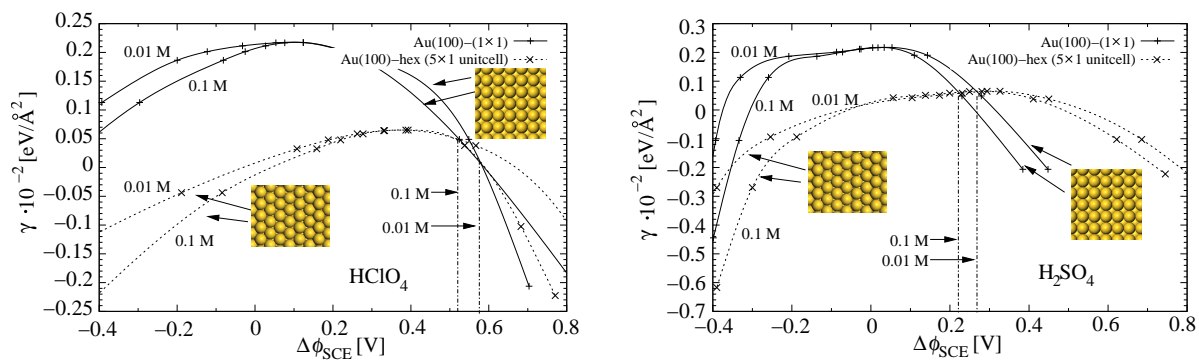 0.25
0.2
0.15
0.1
0.05
0
−0.05
−0.1
−0.15
−0.2
−0.25
γ ·10⁻² [eV/Å²]
Au(100)−(1×1)
Au(100)−hex (5×1 unitcell)
0.01 M
0.1 M
0.01 M
0.1 M
0.1 M
0.01 M
HClO₄
−0.4 −0.2 0 0.2 0.4 0.6 0.8
Δϕ_SCE [V]
0.3
0.2
0.1
0
−0.1
−0.2
−0.3
−0.4
−0.5
−0.6
−0.7
γ ·10⁻² [eV/Å²]
Au(100)−(1×1)
Au(100)−hex (5×1 unitcell)
0.01 M
0.1 M
0.01 M
0.1 M
0.1 M
0.01 M
H₂SO₄
−0.4 −0.2 0 0.2 0.4 0.6 0.8
Δϕ_SCE [V]